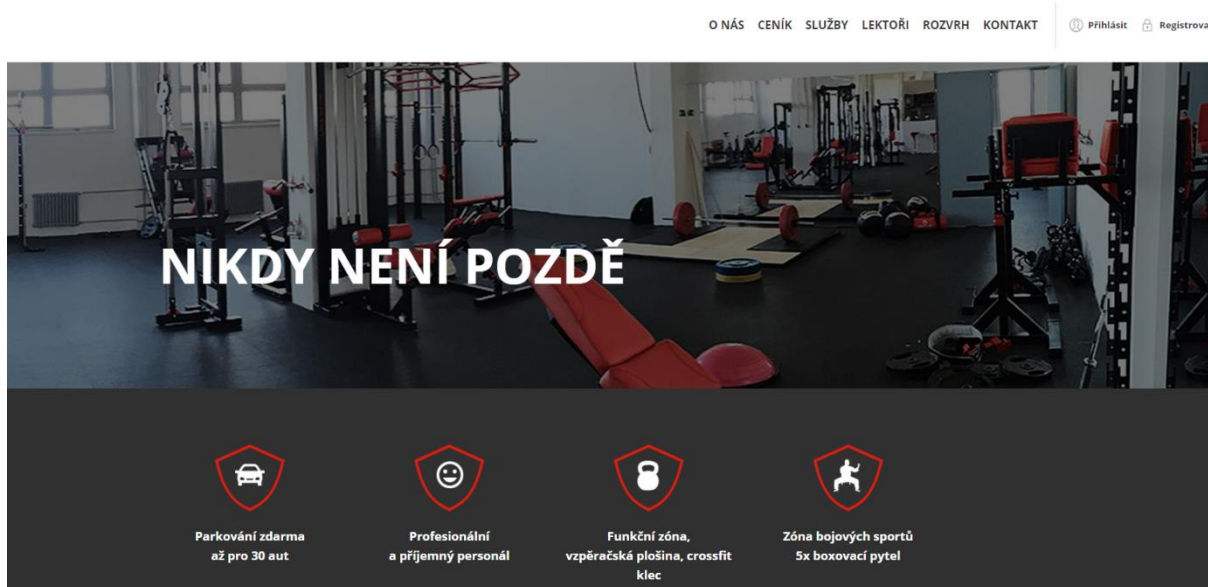 O NÁS CENÍK SLUŽBY LEKTOŘI ROZVRH KONTAKT Přihlásit Registrova
NIKDY NENÍ POZDĚ
Parkování zdarma
až pro 30 aut
Profesionální
a příjemný personál
Funkční zóna,
vzpěračská plošina, crossfit
klec
Zóna bojových sportů
5x boxovací pytel